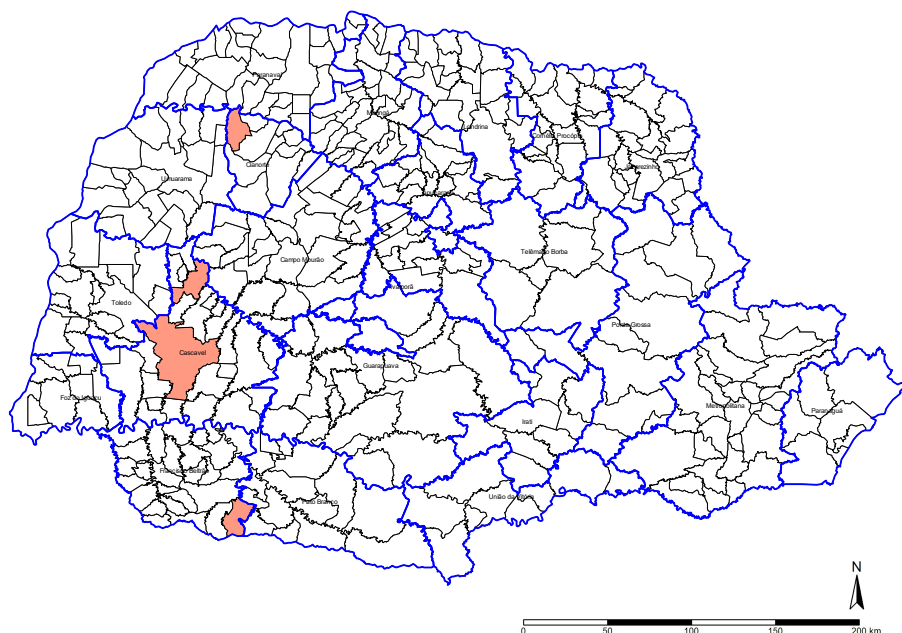 Paranavaí
Maringá
Londrina
Cornélio Procópio
Jacarezinho
Cianorte
Umuarama
Apucarana
Telêmaco Borba
Campo Mourão
Ivaiporã
Toledo
Ponta Grossa
Cascavel
Guarapuava
Foz do Iguaçu
Metropolitana
Paranaguá
Irati
Francisco Beltrão
Pato Branco
União da Vitória
N
0 50 100 150 200 km